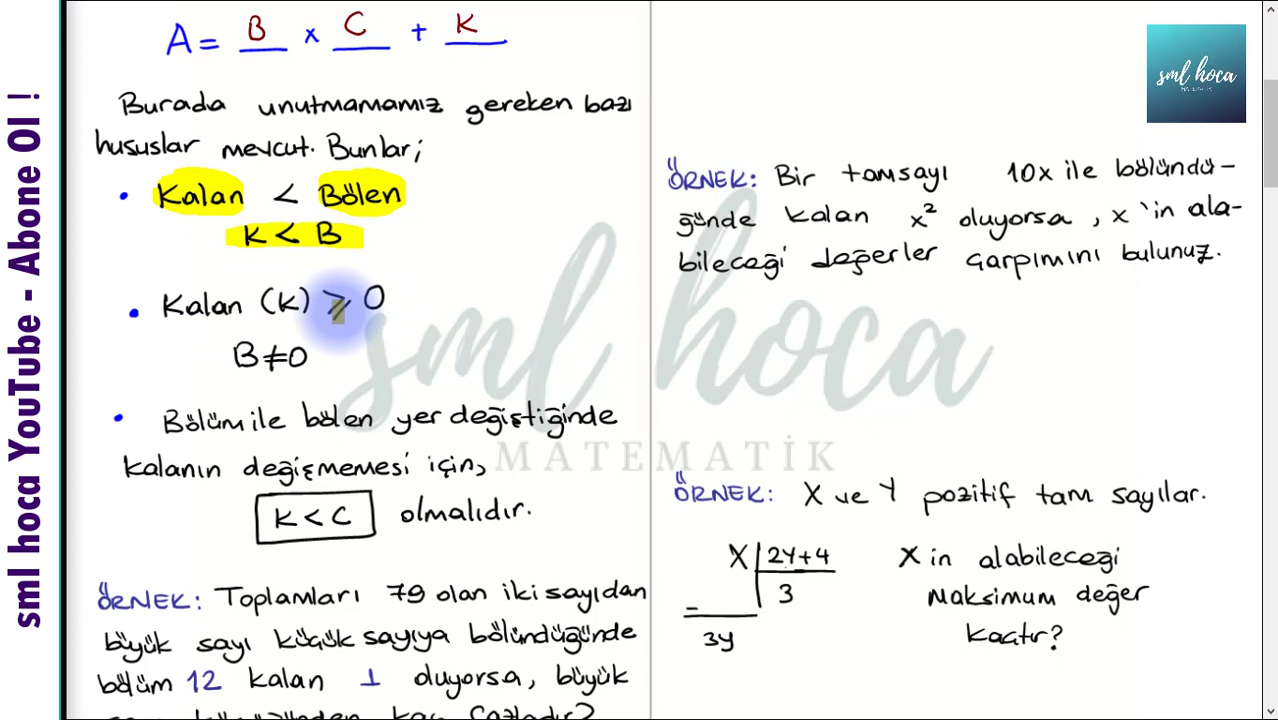 sml hoca YouTube - Abone Ol !
A = B x C + K
Burada unutmamamız gereken bazı
hususlar mevcut. Bunlar;
• Kalan < Bölen
K < B
• Kalan (K) ⩾ 0
B≠0
• Bölüm ile bölen yer değiştiğinde
kalanın değişmemesi için,
K < C olmalıdır.
ÖRNEK: Toplamları 79 olan iki sayıdan
büyük sayı küçük sayıya bölündüğünde
bölüm 12 kalan 1 oluyorsa, büyük
sml hoca
MATEMATİK
ÖRNEK: Bir tamsayı 10x ile bölündü-
ğünde kalan x² oluyorsa, x'in ala-
bileceği değerler çarpımını bulunuz.
sml hoca
MATEMATİK
ÖRNEK: X ve Y pozitif tam sayılar.
X 2Y+4 X in alabileceği
3 maksimum değer
- 3y kaçtır?